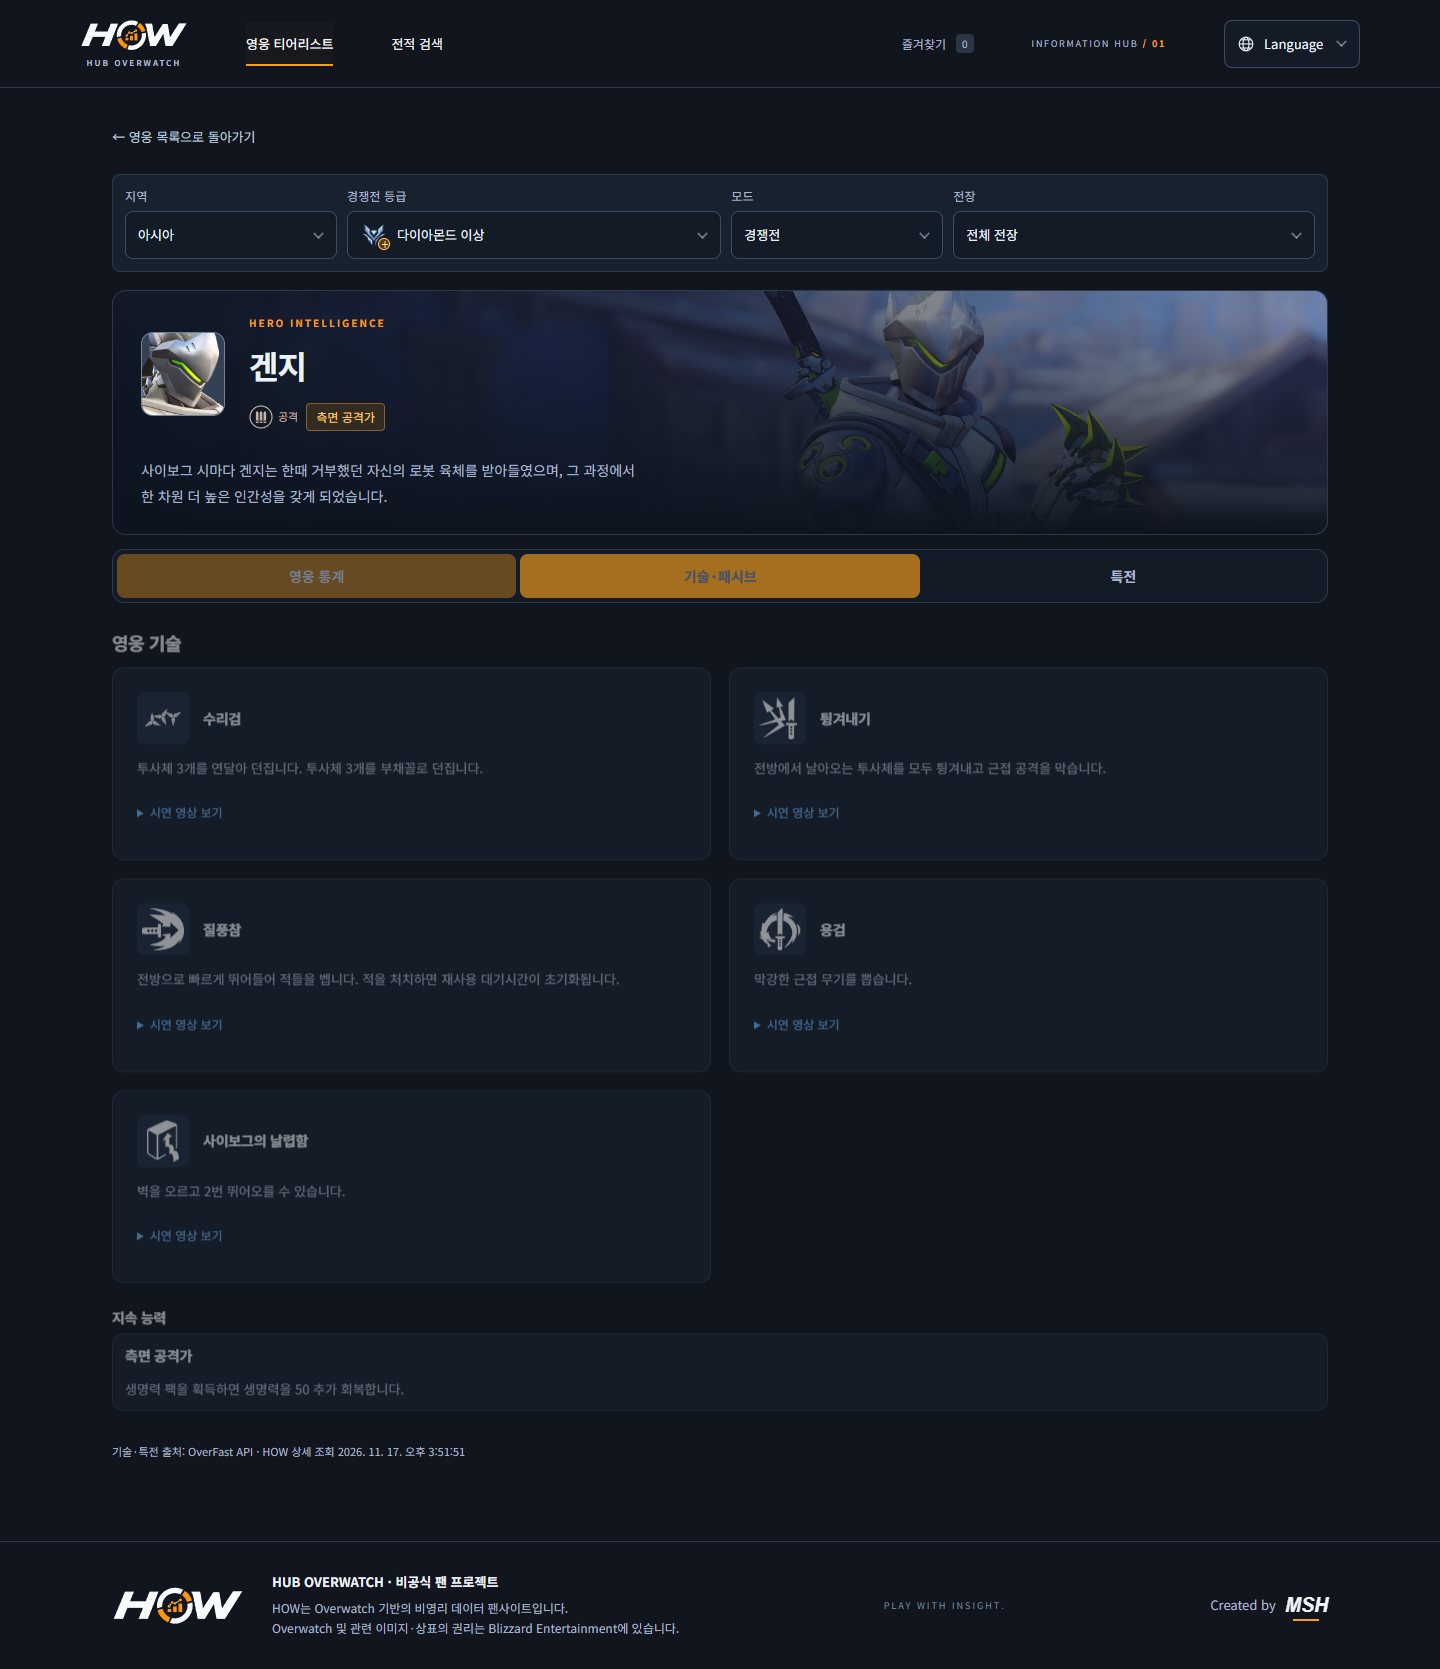 HOW
HUB OVERWATCH
영웅 티어리스트
전적 검색
즐겨찾기 0
INFORMATION HUB / 01
Language
← 영웅 목록으로 돌아가기
지역
경쟁전 등급
모드
전장
아시아
다이아몬드 이상
경쟁전
전체 전장
HERO INTELLIGENCE
겐지
공격
측면 공격가
사이보그 시마다 겐지는 한때 거부했던 자신의 로봇 육체를 받아들였으며, 그 과정에서
한 차원 더 높은 인간성을 갖게 되었습니다.
영웅 통계
기술·패시브
특전
영웅 기술
수리검
투사체 3개를 연달아 던집니다. 투사체 3개를 부채꼴로 던집니다.
▶ 시연 영상 보기
튕겨내기
전방에서 날아오는 투사체를 모두 튕겨내고 근접 공격을 막습니다.
▶ 시연 영상 보기
질풍참
전방으로 빠르게 뛰어들어 적들을 벱니다. 적을 처치하면 재사용 대기시간이 초기화됩니다.
▶ 시연 영상 보기
용검
막강한 근접 무기를 뽑습니다.
▶ 시연 영상 보기
사이보그의 날렵함
벽을 오르고 2번 뛰어오를 수 있습니다.
▶ 시연 영상 보기
지속 능력
측면 공격가
생명력 팩을 획득하면 생명력을 50 추가 회복합니다.
기술·특전 출처: OverFast API · HOW 상세 조회 2026. 11. 17. 오후 3:51:51
HOW
HUB OVERWATCH · 비공식 팬 프로젝트
HOW는 Overwatch 기반의 비영리 데이터 팬사이트입니다.
Overwatch 및 관련 이미지·상표의 권리는 Blizzard Entertainment에 있습니다.
PLAY WITH INSIGHT.
Created by MSH